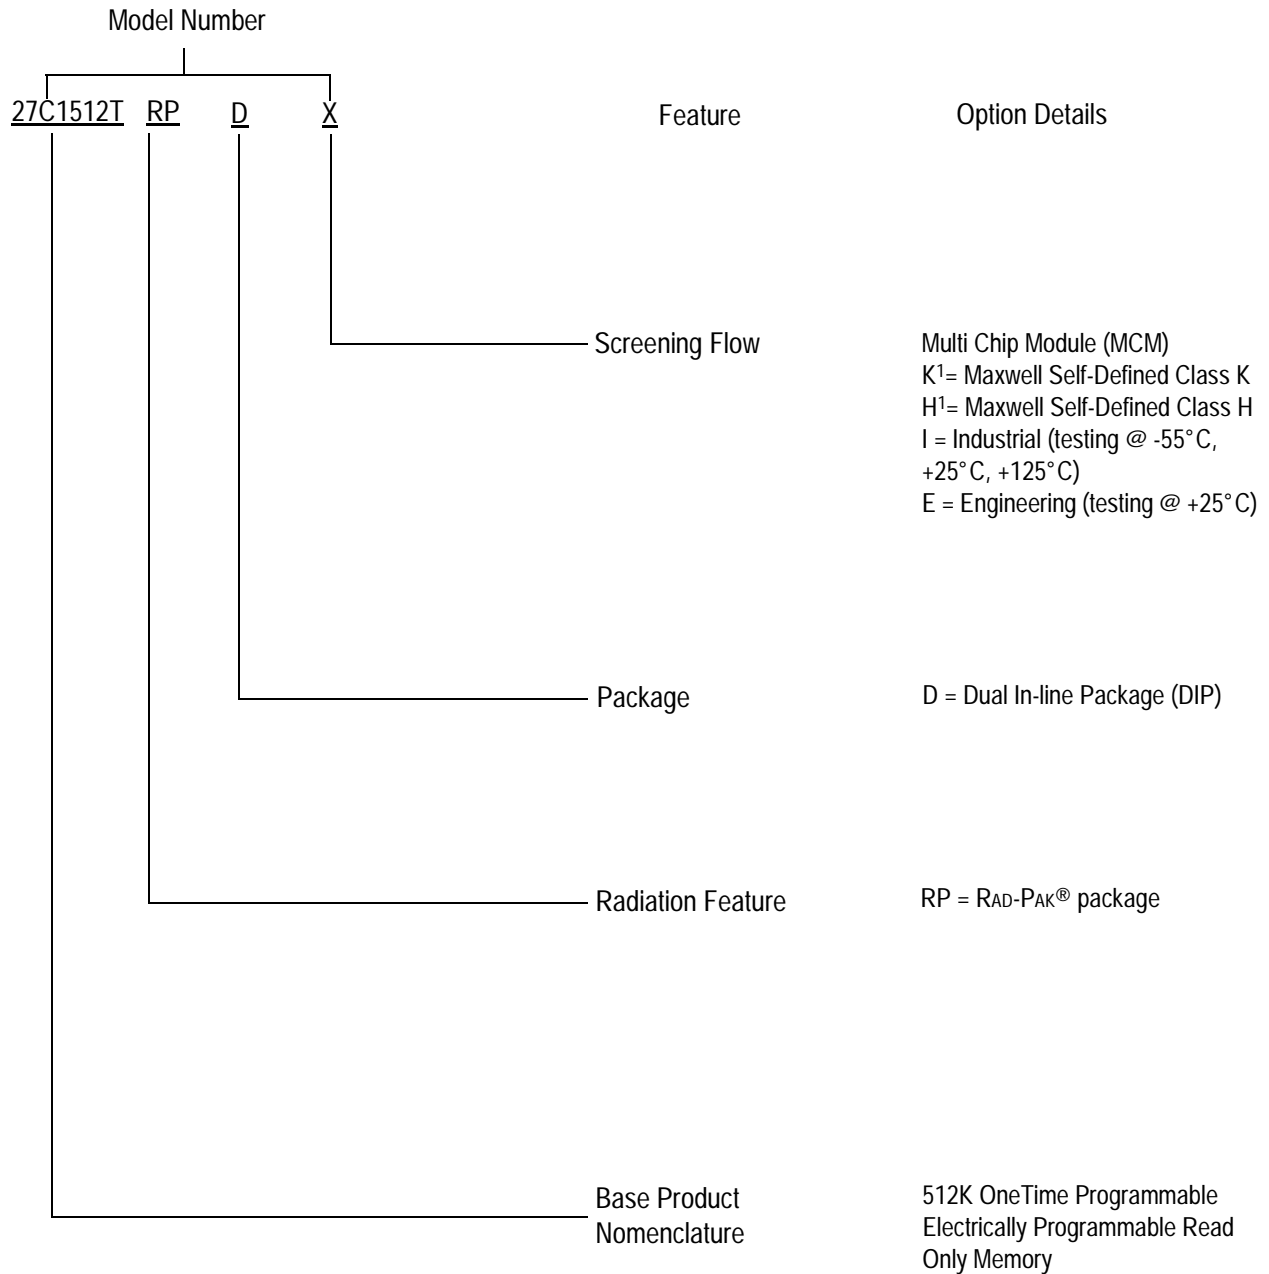 Model Number
27C1512T RP D X Feature Option Details
Screening Flow
Multi Chip Module (MCM)
K1= Maxwell Self-Defined Class K
H1= Maxwell Self-Defined Class H
I = Industrial (testing @ -55°C,
+25°C, +125°C)
E = Engineering (testing @ +25°C)
Package
D = Dual In-line Package (DIP)
Radiation Feature
RP = RAD-PAK® package
Base Product
Nomenclature
512K OneTime Programmable
Electrically Programmable Read
Only Memory